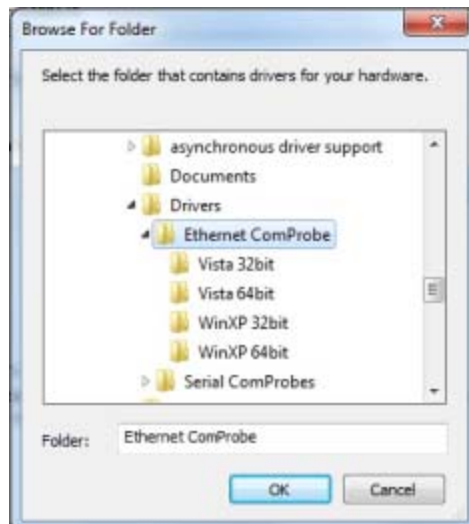 Browse For Folder
Select the folder that contains drivers for your hardware.
asynchronous driver support
Documents
Drivers
Ethernet ComProbe
Vista 32bit
Vista 64bit
WinXP 32bit
WinXP 64bit
Serial ComProbes
Folder: Ethernet ComProbe
OK Cancel